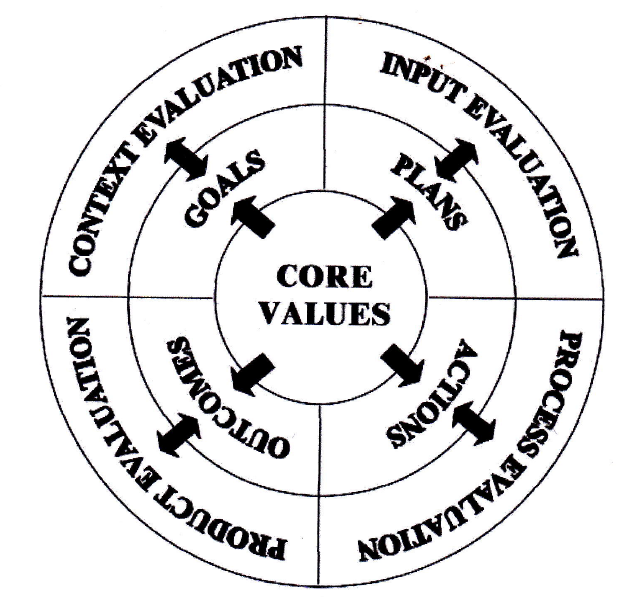 CONTEXT EVALUATION
INPUT EVALUATION
GOALS
PLANS
CORE
VALUES
OUTCOMES
ACTIONS
PRODUCT EVALUATION
PROCESS EVALUATION